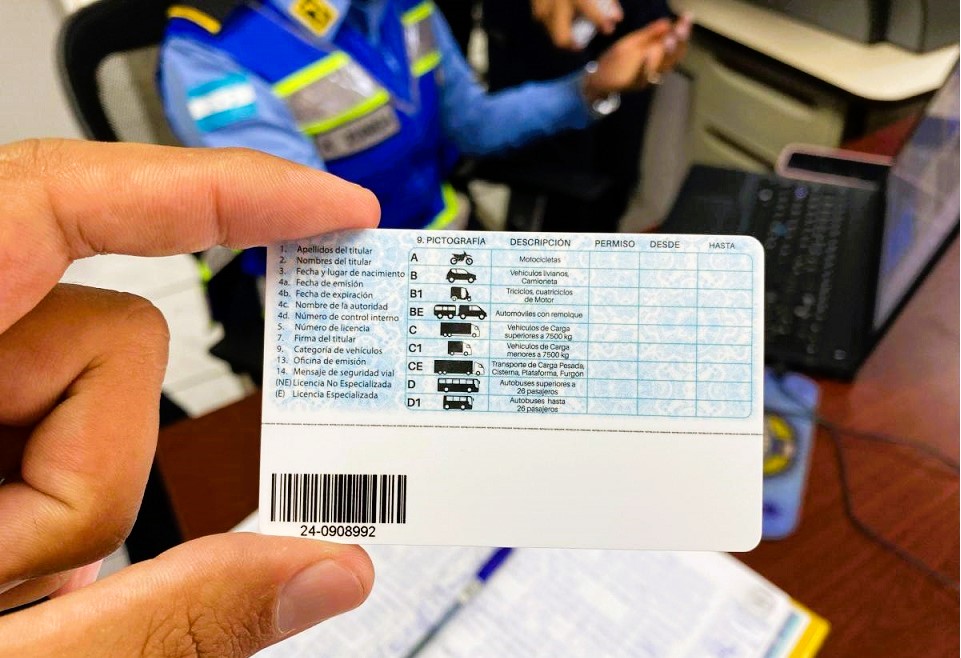 1. Apellidos del titular
2. Nombres del titular
3. Fecha y lugar de nacimiento
4a. Fecha de emisión
4b. Fecha de expiración
4c. Nombre de la autoridad
4d. Número de control interno
5. Número de licencia
7. Firma del titular
9. Categoría de vehículos
13. Oficina de emisión
14. Mensaje de seguridad vial
(NE) Licencia No Especializada
(E) Licencia Especializada
9. PICTOGRAFÍA DESCRIPCIÓN PERMISO DESDE HASTA
A Motocicletas
B Vehículos livianos,
Camioneta
B1 Triciclos, cuatriciclos
de Motor
BE Automóviles con remolque
C Vehículos de Carga
superiores a 7500 kg
C1 Vehículos de Carga
menores a 7500 kg
CE Transporte de Carga Pesada,
Cisterna, Plataforma, Furgón
D Autobuses superiores a
26 pasajeros
D1 Autobuses hasta
26 pasajeros
24-0908992